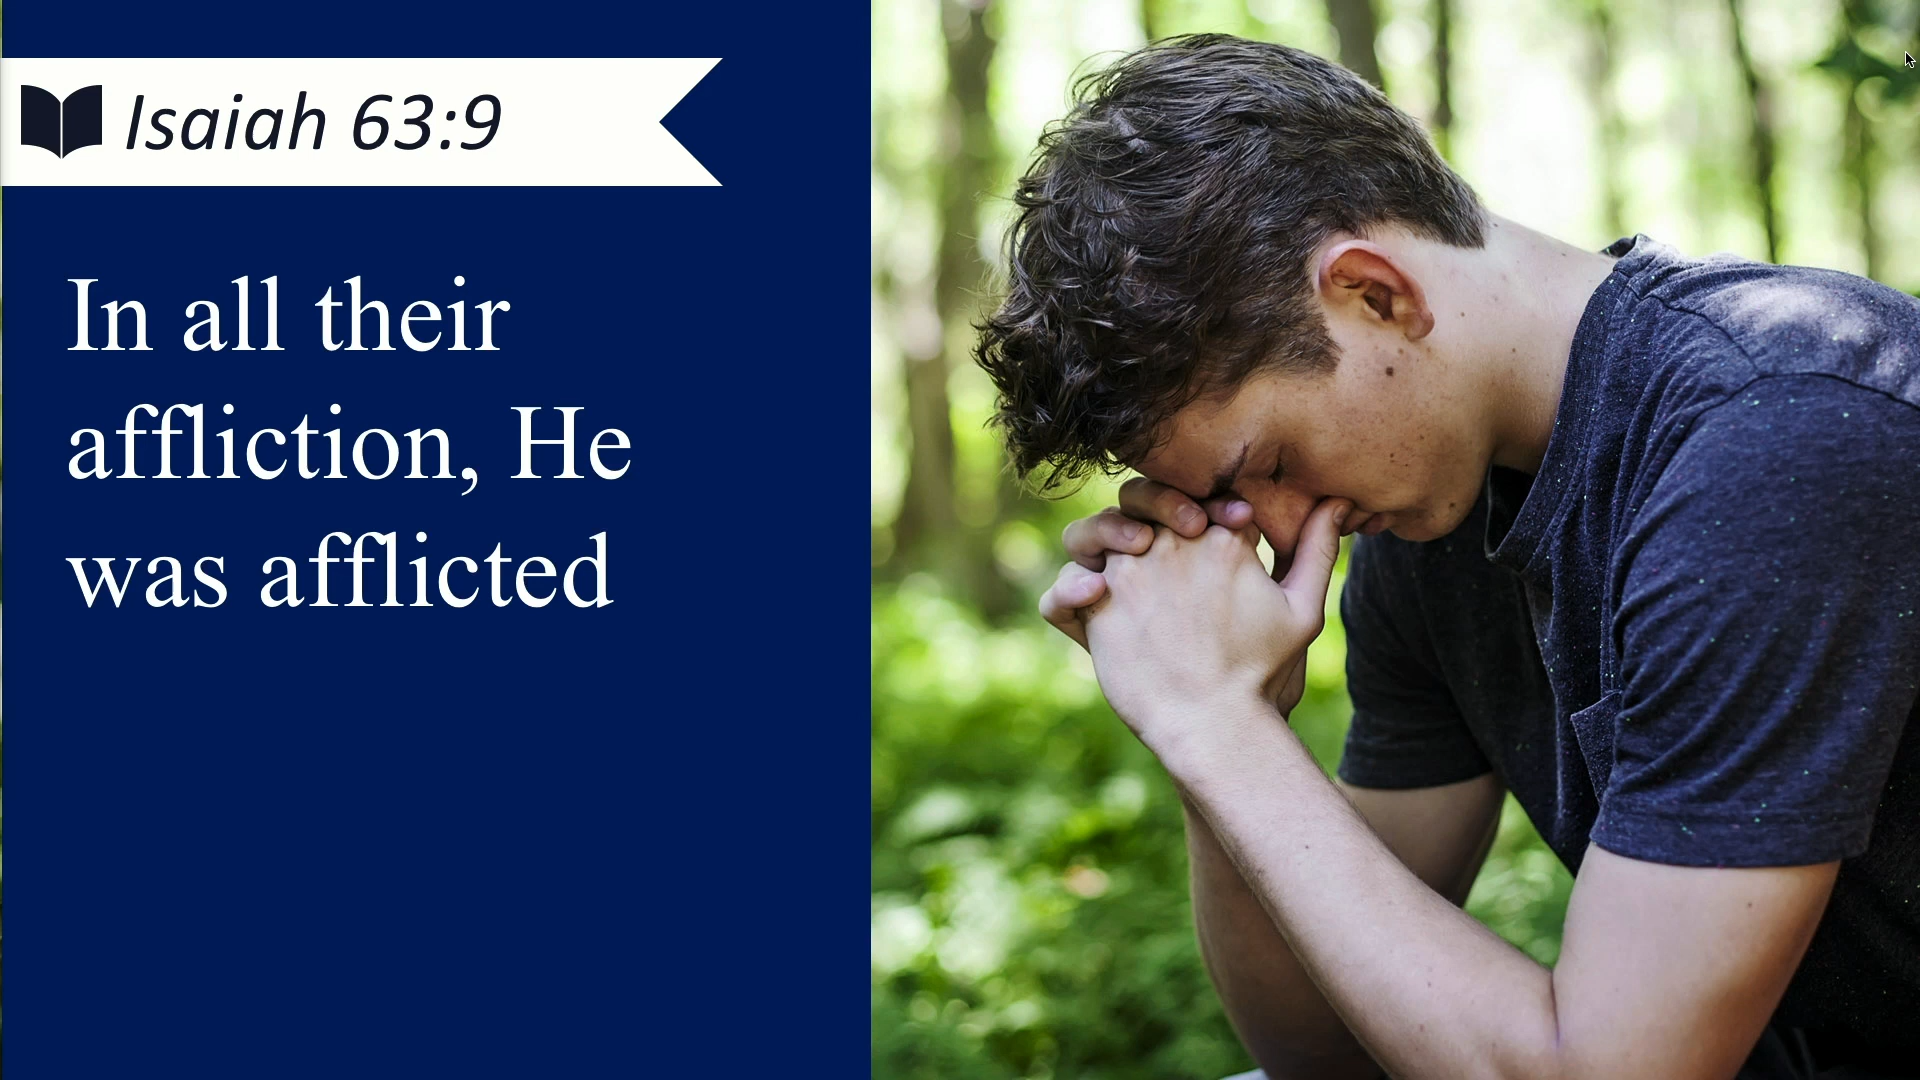 Isaiah 63:9
In all their
affliction, He
was afflicted